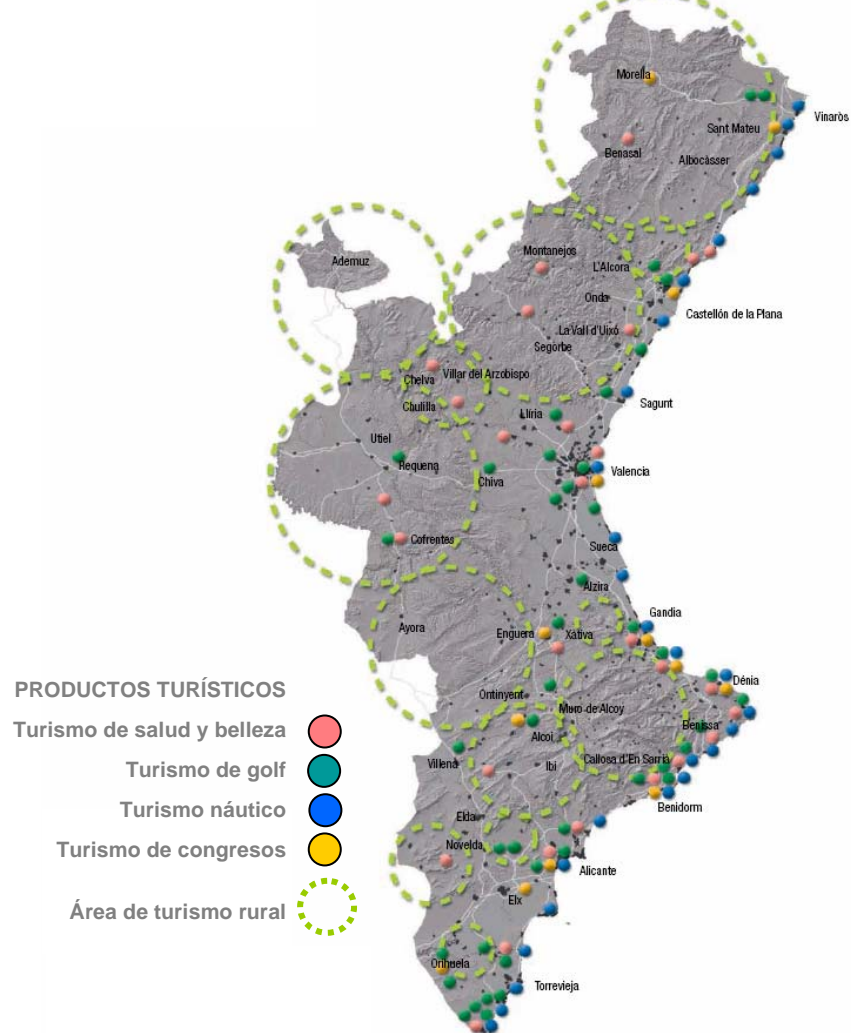 Morella
Vinaròs
Sant Mateu
Benasal
Albocàsser
Montanejos
Ademuz
L'Alcora
Onda
Castellón de la Plana
La Vall d'Uixó
Segorbe
Villar del Arzobispo
Chelva
Sagunt
Chulilla
Llíria
Utiel
Requena
Chiva
Valencia
Cofrentes
Sueca
Alzira
Gandia
Ayora
Enguera
Xàtiva
PRODUCTOS TURÍSTICOS
Dénia
Ontinyent
Muro de Alcoy
Turismo de salud y belleza
Benissa
Alcoi
Callosa d'En Sarrià
Turismo de golf
Villena
Ibi
Turismo náutico
Benidorm
Elda
Turismo de congresos
Novelda
Alicante
Elx
Área de turismo rural
Orihuela
Torrevieja